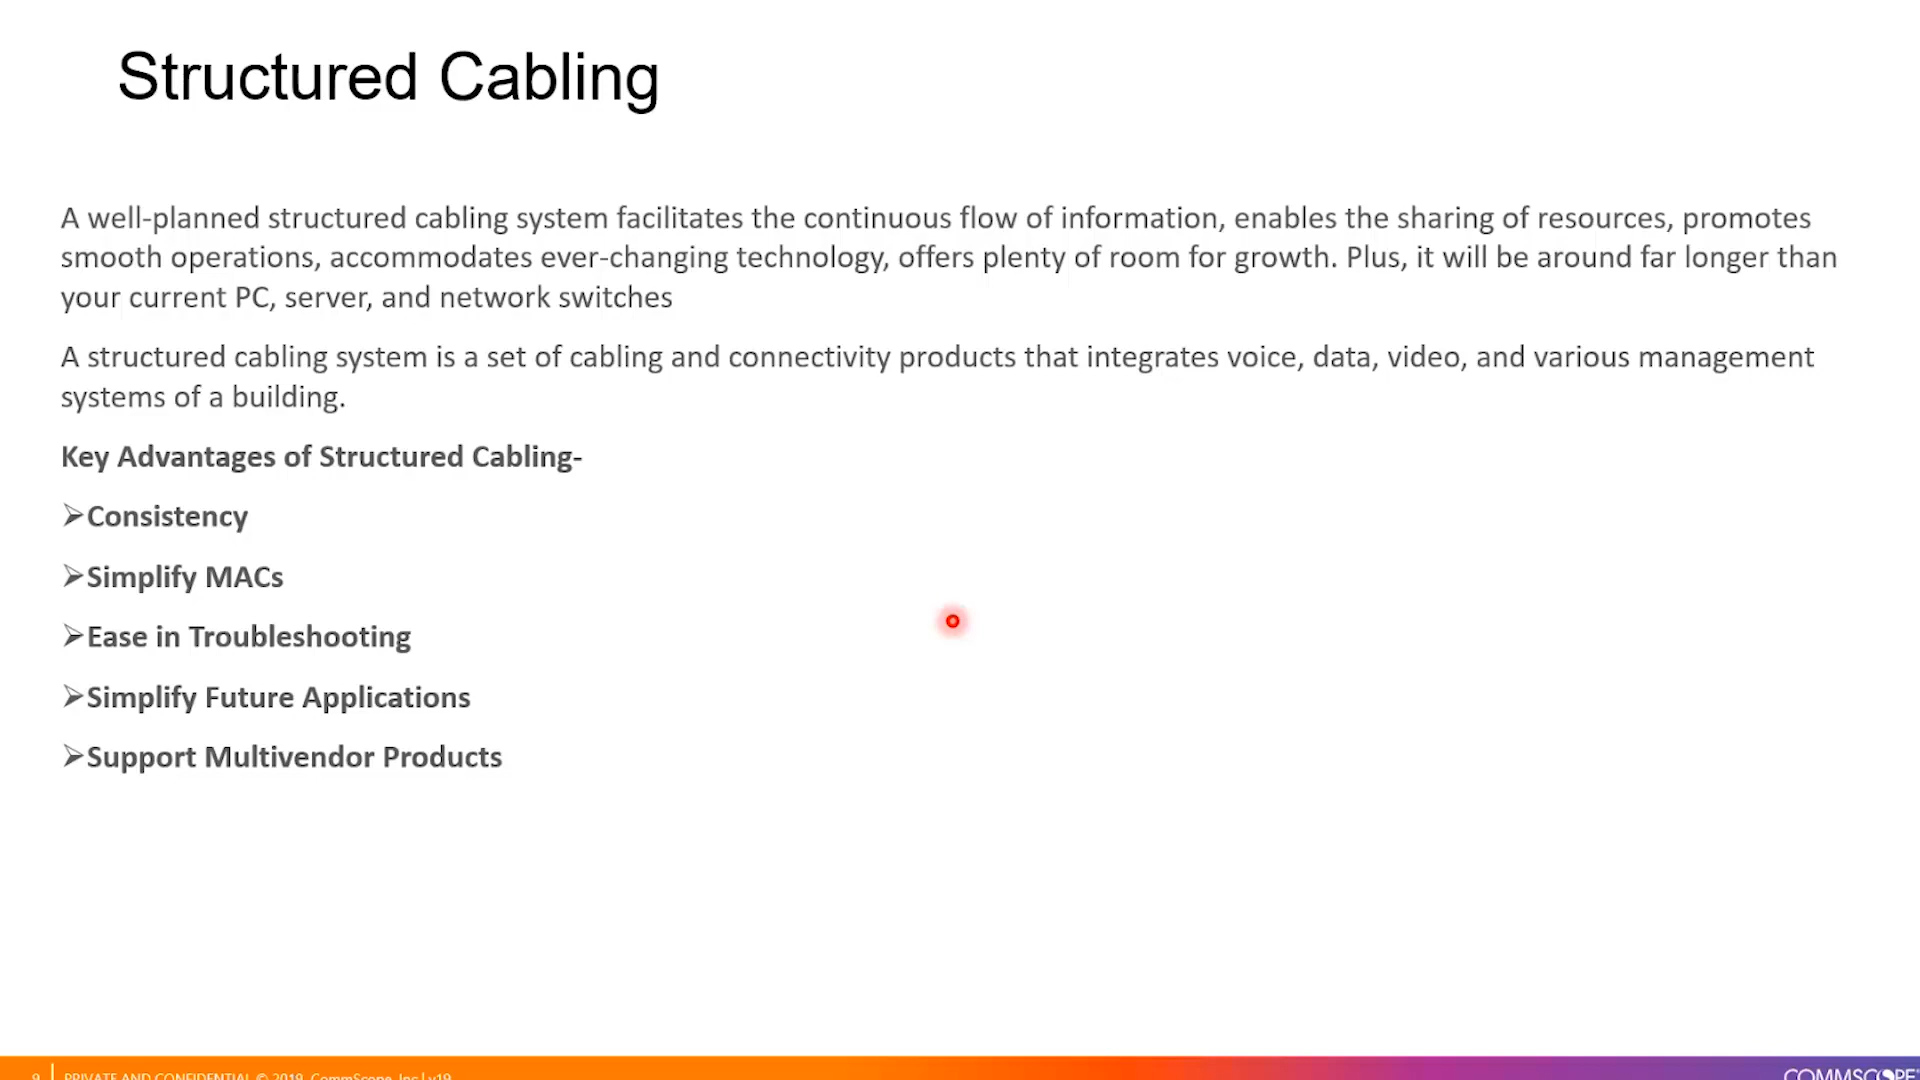 Structured Cabling
A well-planned structured cabling system facilitates the continuous flow of information, enables the sharing of resources, promotes
smooth operations, accommodates ever-changing technology, offers plenty of room for growth. Plus, it will be around far longer than
your current PC, server, and network switches
A structured cabling system is a set of cabling and connectivity products that integrates voice, data, video, and various management
systems of a building.
Key Advantages of Structured Cabling-
➢Consistency
➢Simplify MACs
➢Ease in Troubleshooting
➢Simplify Future Applications
➢Support Multivendor Products
9 | PRIVATE AND CONFIDENTIAL © 2019 CommScope, Inc | v19
COMMSCOPE